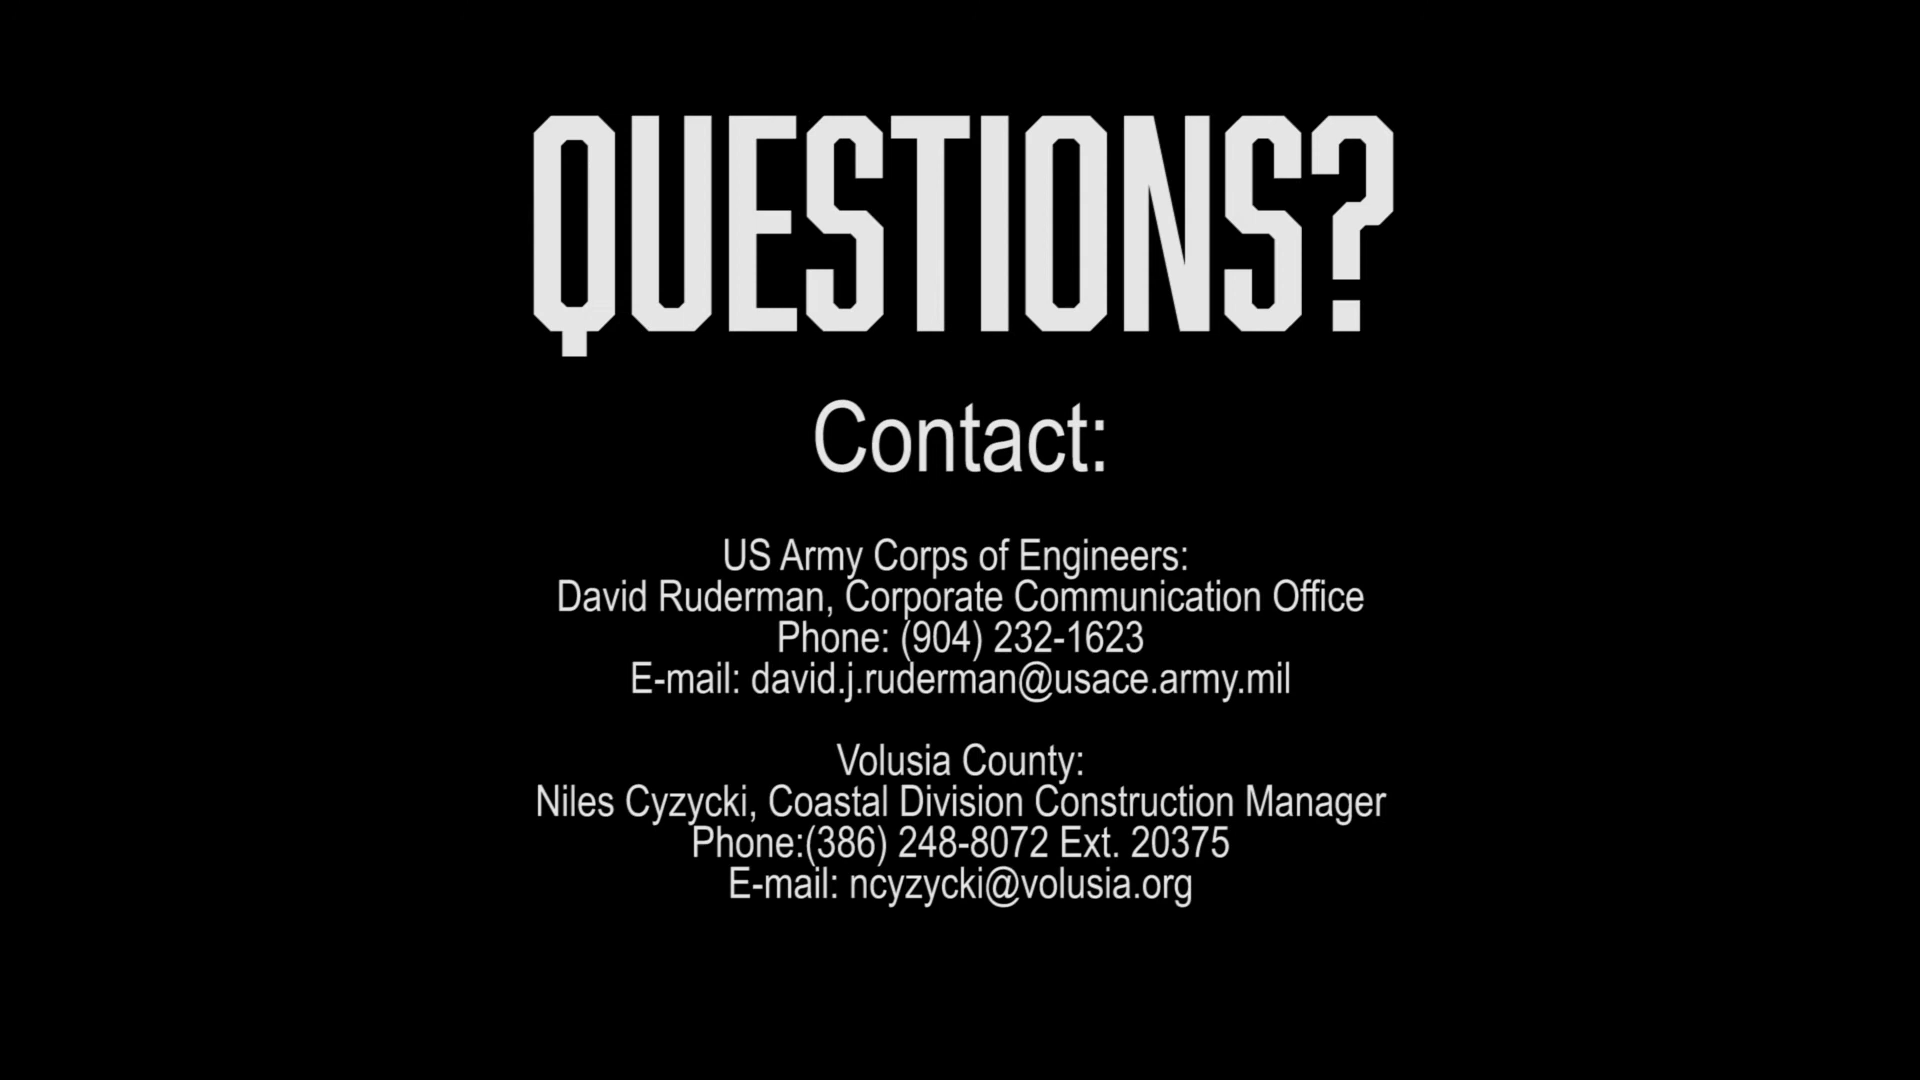 QUESTIONS?
Contact:
US Army Corps of Engineers:
David Ruderman, Corporate Communication Office
Phone: (904) 232-1623
E-mail: david.j.ruderman@usace.army.mil
Volusia County:
Niles Cyzycki, Coastal Division Construction Manager
Phone:(386) 248-8072 Ext. 20375
E-mail: ncyzycki@volusia.org